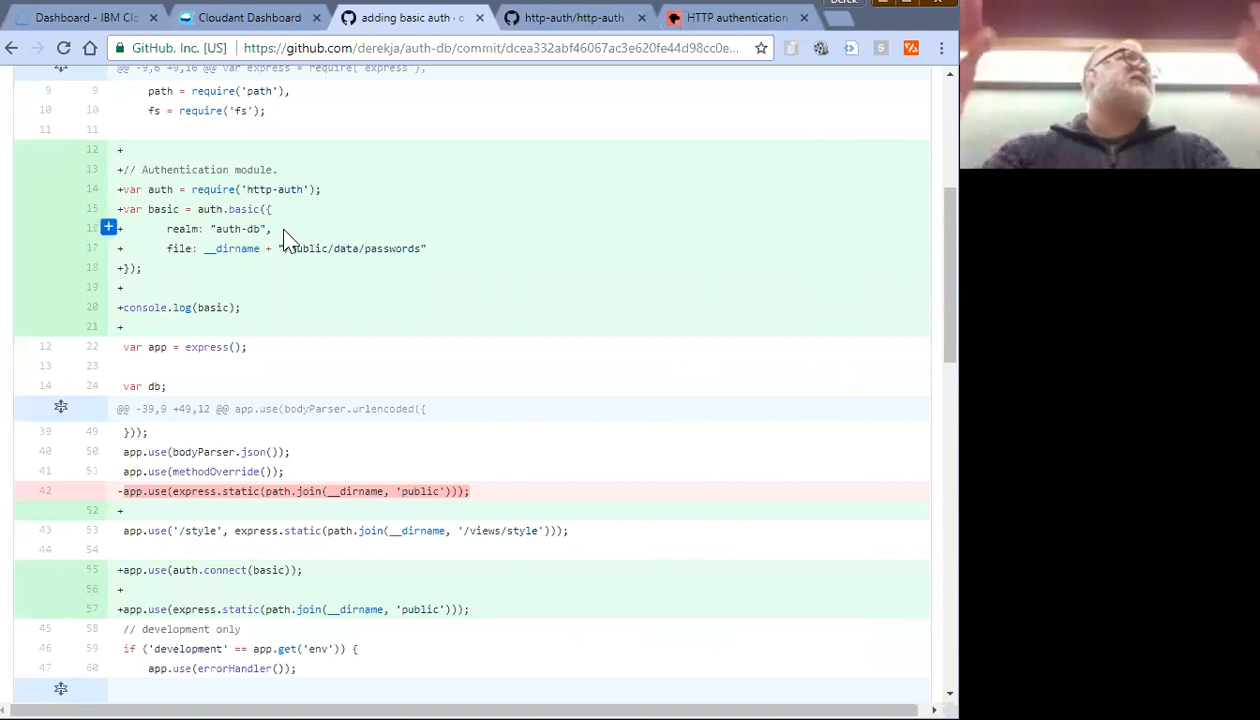 Dashboard - IBM Cl
Cloudant Dashboard
adding basic auth · d
http-auth/http-auth
HTTP authentication
Derek
GitHub, Inc. [US]
https://github.com/derekja/auth-db/commit/dcea332abf46067ac3e620fe44d98cc0e...
@@ -9,6 +9,16 @@ var express = require('express'),
9 9 path = require('path'),
10 10 fs = require('fs');
11 11
12 +
13 +// Authentication module.
14 +var auth = require('http-auth');
15 +var basic = auth.basic({
16 + realm: "auth-db",
17 + file: __dirname + "public/data/passwords"
18 +});
19 +
20 +console.log(basic);
21 +
12 22 var app = express();
13 23
14 24 var db;
@@ -39,9 +49,12 @@ app.use(bodyParser.urlencoded({
39 49 }));
40 50 app.use(bodyParser.json());
41 51 app.use(methodOverride());
42 -app.use(express.static(path.join(__dirname, 'public')));
52 +
43 53 app.use('/style', express.static(path.join(__dirname, '/views/style')));
44 54
55 +app.use(auth.connect(basic));
56 +
57 +app.use(express.static(path.join(__dirname, 'public')));
45 58 // development only
46 59 if ('development' == app.get('env')) {
47 60 app.use(errorHandler());